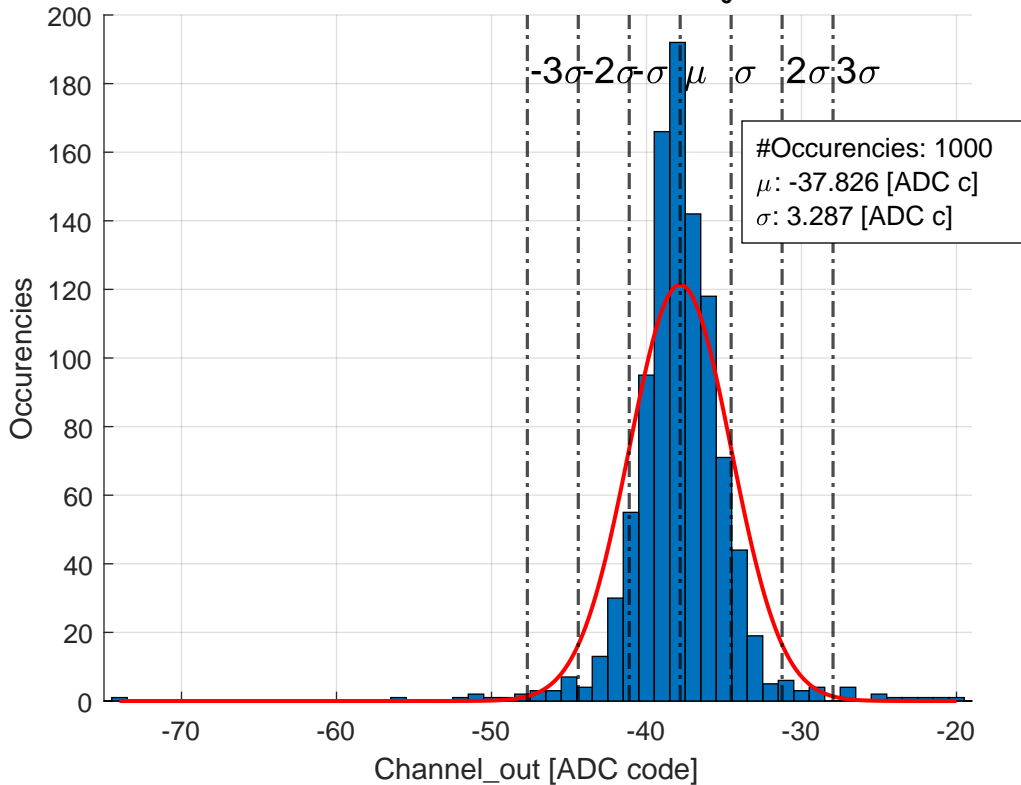 200
180
160
140
120
100
80
60
40
20
0
Occurencies
-3σ -2σ -σ μ σ 2σ 3σ
#Occurencies: 1000
μ: -37.826 [ADC c]
σ: 3.287 [ADC c]
-70 -60 -50 -40 -30 -20
Channel_out [ADC code]